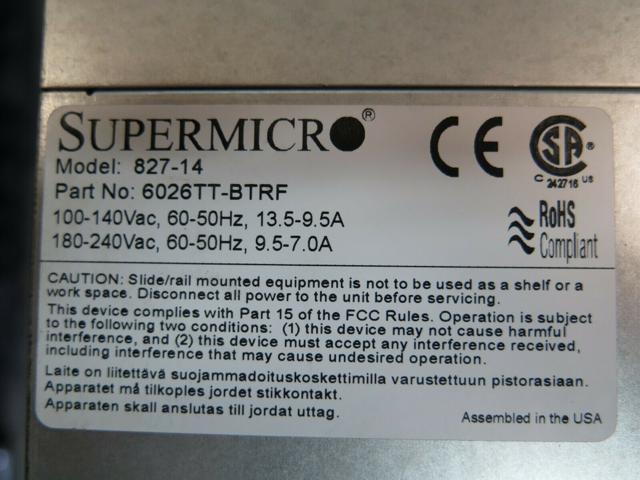 SUPERMICRO®
CE
Model: 827-14
Part No: 6026TT-BTRF
SA®
C 242716 US
100-140Vac, 60-50Hz, 13.5-9.5A
180-240Vac, 60-50Hz, 9.5-7.0A
RoHS
Compliant
CAUTION: Slide/rail mounted equipment is not to be used as a shelf or a
work space. Disconnect all power to the unit before servicing.
This device complies with Part 15 of the FCC Rules. Operation is subject
to the following two conditions: (1) this device may not cause harmful
interference, and (2) this device must accept any interference received,
including interference that may cause undesired operation.
Laite on liitettävä suojammadoituskoskettimilla varustettuun pistorasiaan.
Apparatet må tilkoples jordet stikkontakt.
Apparaten skall anslutas till jordat uttag.
Assembled in the USA